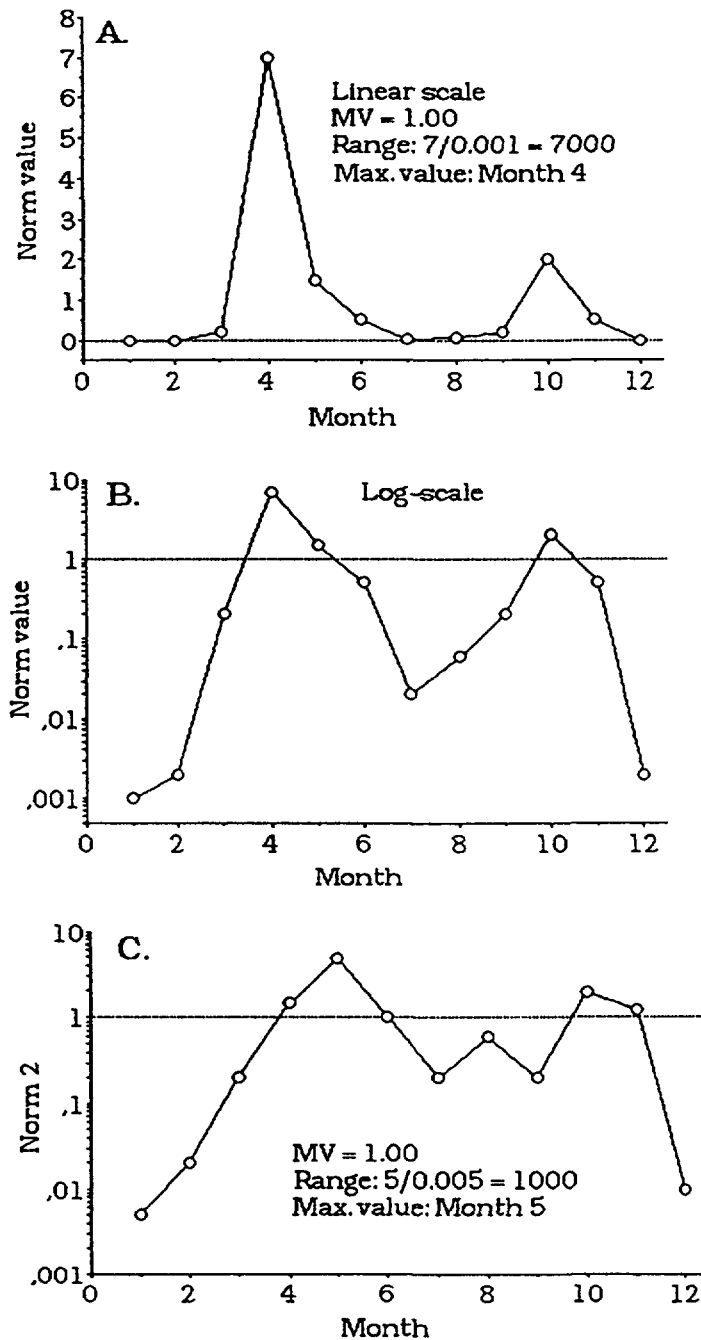 A.
8
7
6
5
4
3
2
1
0
Norm value
Linear scale
MV = 1.00
Range: 7/0.001 = 7000
Max. value: Month 4
0 2 4 6 8 10 12
Month
B.
Log-scale
10
1
,1
,01
,001
Norm value
0 2 4 6 8 10 12
Month
C.
10
1
,1
,01
,001
Norm 2
MV = 1.00
Range: 5/0.005 = 1000
Max. value: Month 5
0 2 4 6 8 10 12
Month